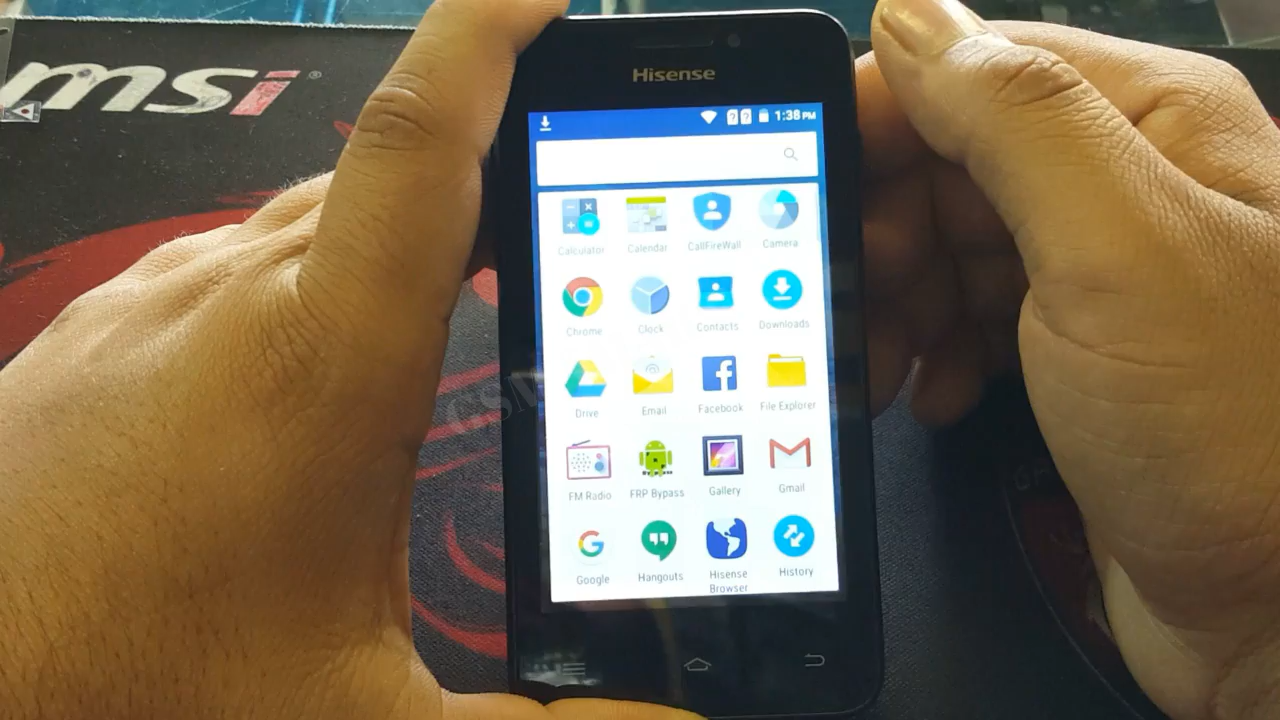 msi®
Hisense
1:38 PM
Calculator Calendar CallFireWall Camera
Chrome Clock Contacts Downloads
Drive Email Facebook File Explorer
FM Radio FRP Bypass Gallery Gmail
Google Hangouts Hisense Browser History